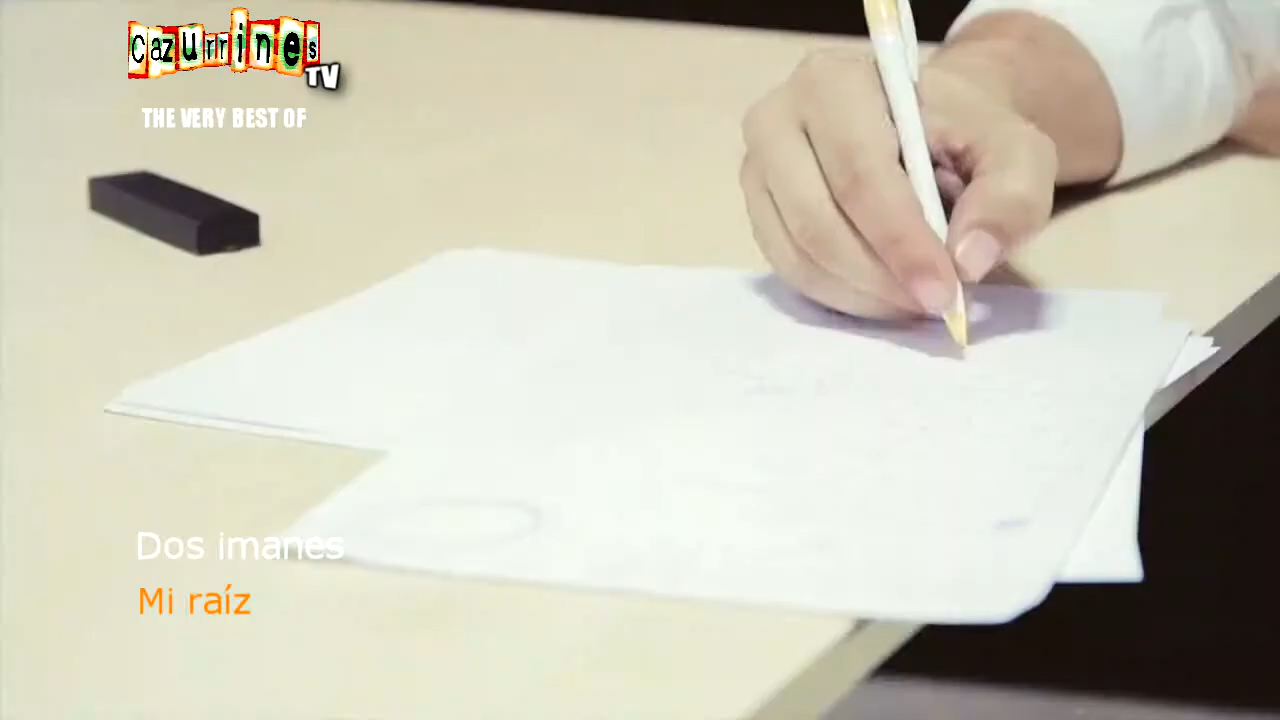 cazurrines
TV
THE VERY BEST OF
Dos imanes
Mi raíz